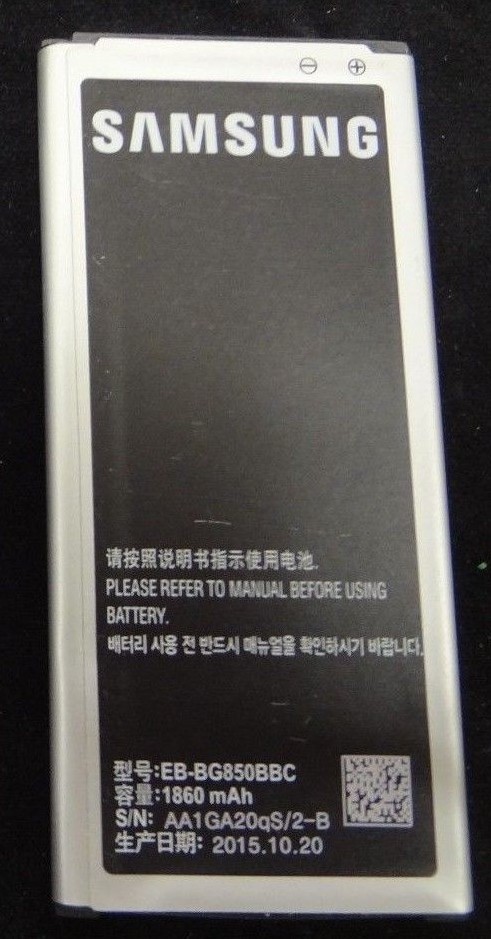 ⊖ ⊕
SAMSUNG
请按照说明书指示使用电池.
PLEASE REFER TO MANUAL BEFORE USING
BATTERY.
배터리 사용 전 반드시 매뉴얼을 확인하시기 바랍니다.
型号:EB-BG850BBC
容量:1860 mAh
S/N: AA1GA20qS/2-B
生产日期: 2015.10.20